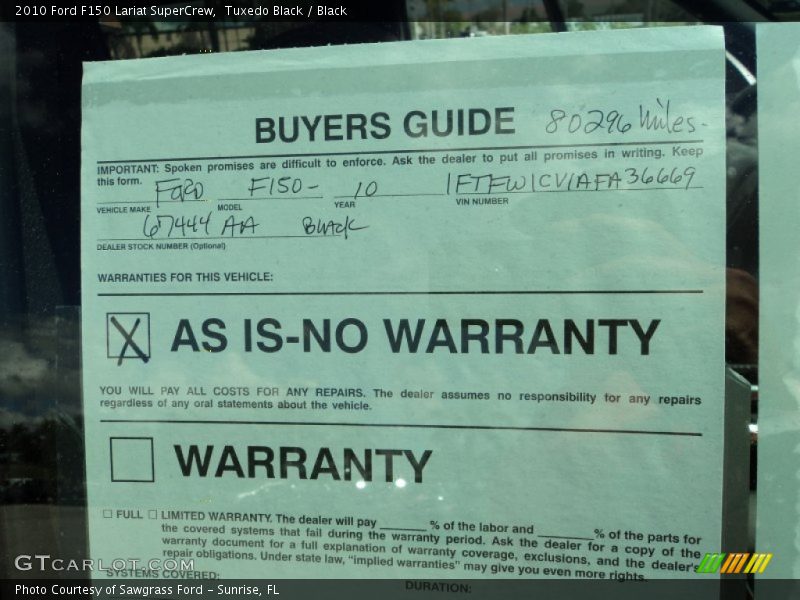 2010 Ford F150 Lariat SuperCrew, Tuxedo Black / Black
BUYERS GUIDE 80296 Miles-
IMPORTANT: Spoken promises are difficult to enforce. Ask the dealer to put all promises in writing. Keep
this form. FORD F150- 10 1FTFW1CV1AFA36669
VEHICLE MAKE MODEL YEAR VIN NUMBER
67444 AA Black
DEALER STOCK NUMBER (Optional)
WARRANTIES FOR THIS VEHICLE:
X AS IS-NO WARRANTY
YOU WILL PAY ALL COSTS FOR ANY REPAIRS. The dealer assumes no responsibility for any repairs
regardless of any oral statements about the vehicle.
WARRANTY
☐ FULL ☐ LIMITED WARRANTY. The dealer will pay ______ % of the labor and ______ % of the parts for
the covered systems that fail during the warranty period. Ask the dealer for a copy of the
warranty document for a full explanation of warranty coverage, exclusions, and the dealer's
repair obligations. Under state law, "implied warranties" may give you even more rights.
SYSTEMS COVERED: DURATION:
GTcarlot.com
Photo Courtesy of Sawgrass Ford - Sunrise, FL